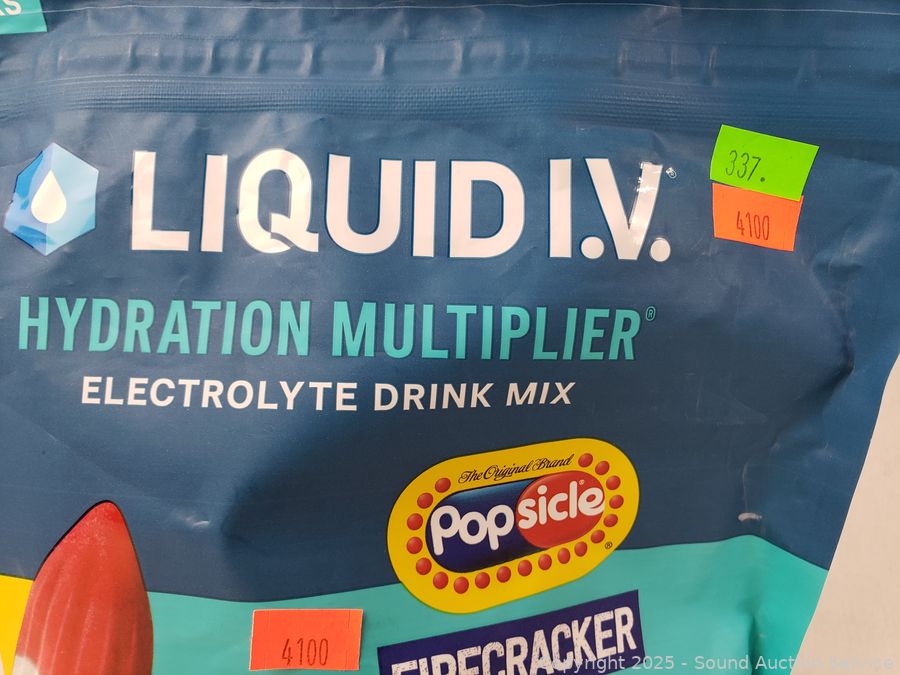 LIQUID I.V.®
337.
4100
HYDRATION MULTIPLIER®
ELECTROLYTE DRINK MIX
The Original Brand
Popsicle®
®
FIRECRACKER
4100
Copyright 2025 - Sound Auction Service